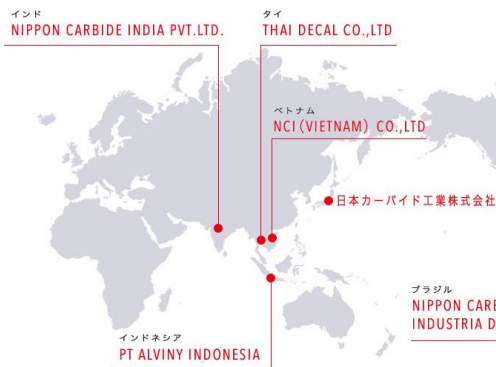 インド
NIPPON CARBIDE INDIA PVT.LTD.
タイ
THAI DECAL CO.,LTD
ベトナム
NCI (VIETNAM) CO.,LTD
日本カーバイド工業株式会社
ブラジル
NIPPON
INDUSTRIA
インドネシア
PT ALVINY INDONESIA